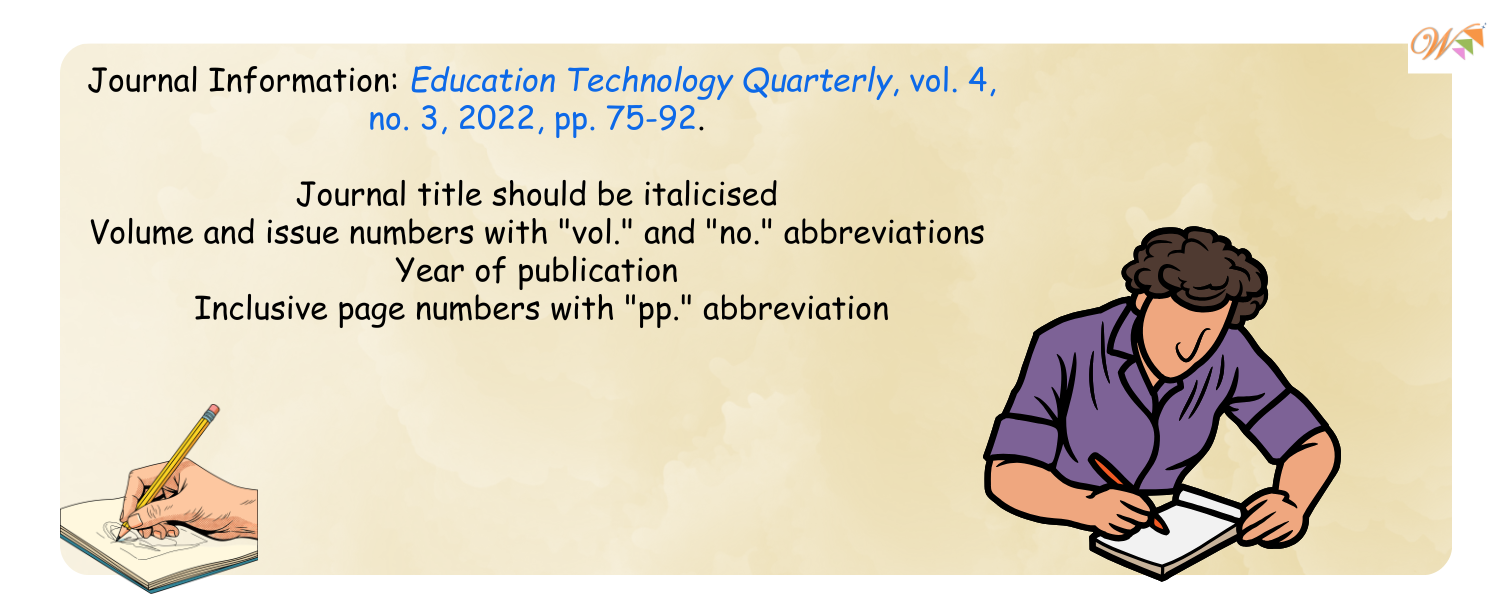 Journal Information: Education Technology Quarterly, vol. 4,
no. 3, 2022, pp. 75-92.
Journal title should be italicised
Volume and issue numbers with "vol." and "no." abbreviations
Year of publication
Inclusive page numbers with "pp." abbreviation
W